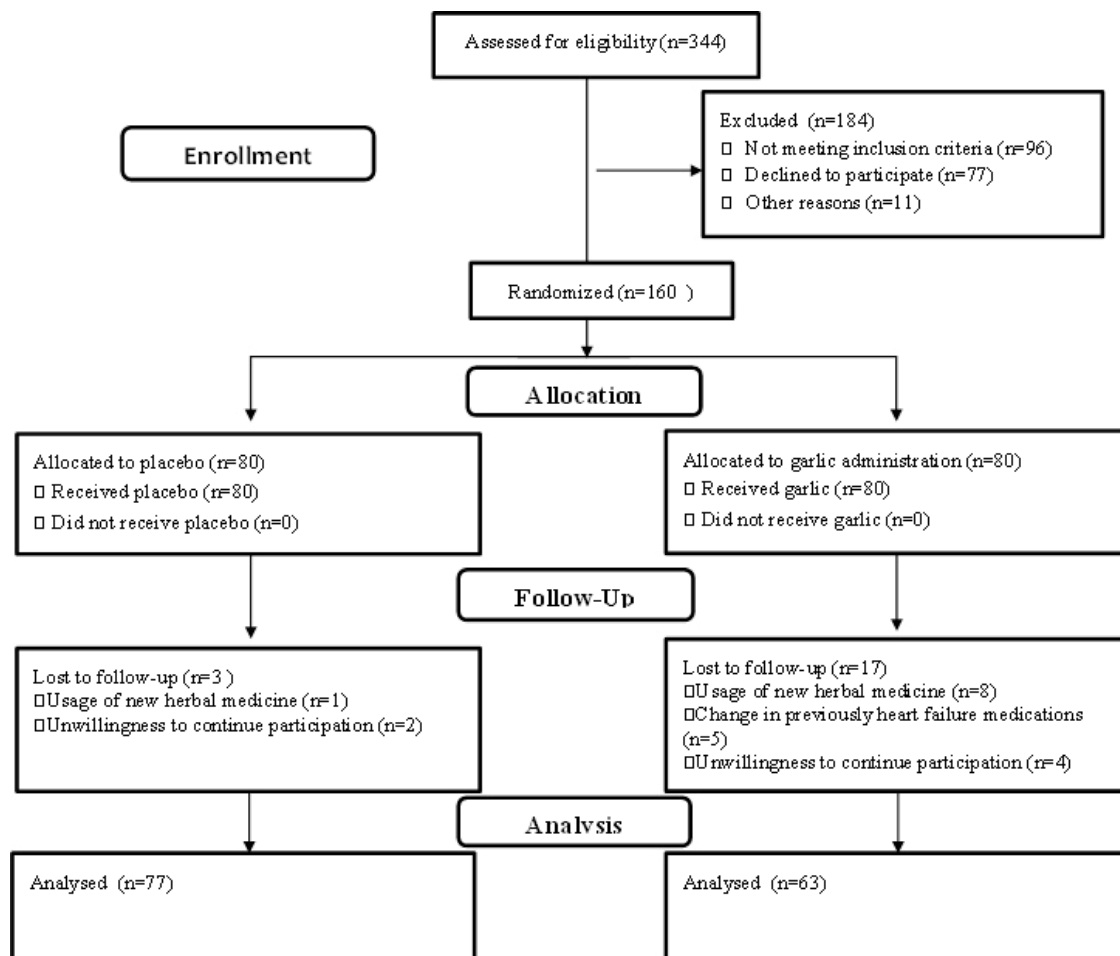 Assessed for eligibility (n=344)
Excluded (n=184)
▯ Not meeting inclusion criteria (n=96)
▯ Declined to participate (n=77)
▯ Other reasons (n=11)
Enrollment
Randomized (n=160 )
Allocation
Allocated to placebo (n=80)
▯ Received placebo (n=80)
▯ Did not receive placebo (n=0)
Allocated to garlic administration (n=80)
▯ Received garlic (n=80)
▯ Did not receive garlic (n=0)
Follow-Up
Lost to follow-up (n=3 )
▯Usage of new herbal medicine (n=1)
▯Unwillingness to continue participation (n=2)
Lost to follow-up (n=17)
▯Usage of new herbal medicine (n=8)
▯Change in previously heart failure medications
(n=5)
▯Unwillingness to continue participation (n=4)
Analysis
Analysed (n=77)
Analysed (n=63)